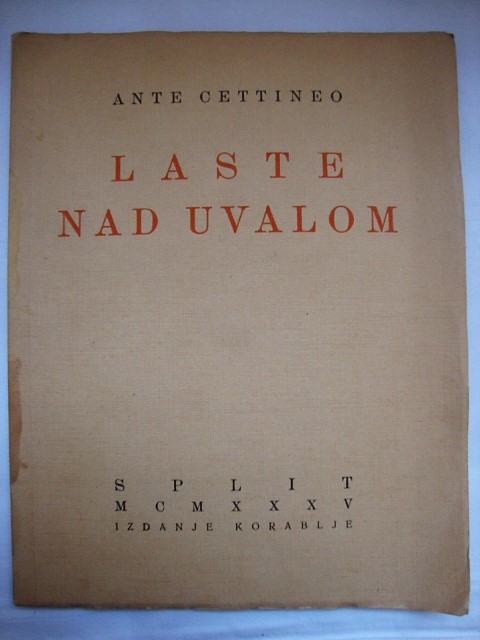 ANTE CETTINEO
LASTE
NAD UVALOM
SPLIT
MCMXXXV
IZDANJE KORABLJE